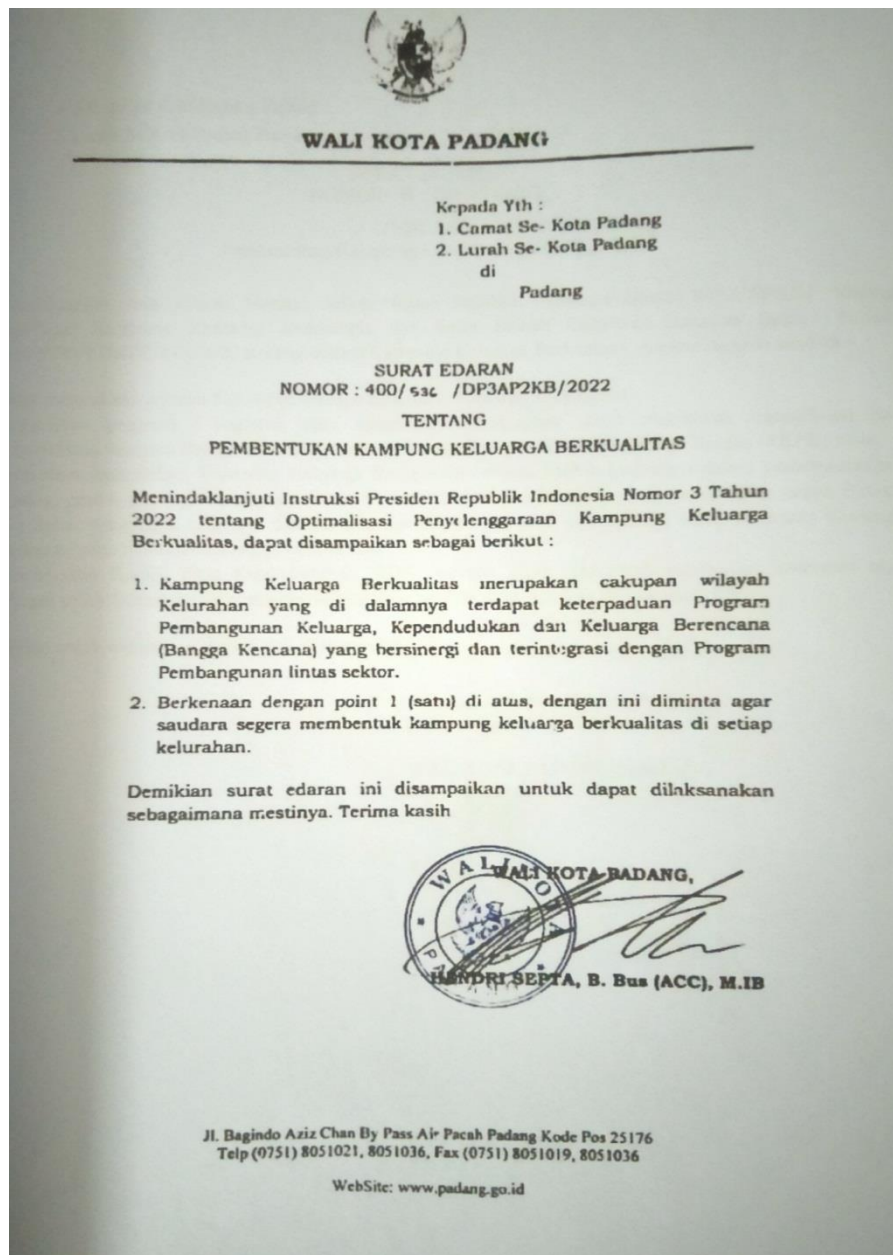 WALI KOTA PADANG
Kepada Yth :
1. Camat Se- Kota Padang
2. Lurah Se- Kota Padang
di
Padang
SURAT EDARAN
NOMOR : 400/ 536 /DP3AP2KB/2022
TENTANG
PEMBENTUKAN KAMPUNG KELUARGA BERKUALITAS
Menindaklanjuti Instruksi Presiden Republik Indonesia Nomor 3 Tahun
2022 tentang Optimalisasi Penyelenggaraan Kampung Keluarga
Berkualitas, dapat disampaikan sebagai berikut :
1. Kampung Keluarga Berkualitas merupakan cakupan wilayah
Kelurahan yang di dalamnya terdapat keterpaduan Program
Pembangunan Keluarga, Kependudukan dan Keluarga Berencana
(Bangga Kencana) yang bersinergi dan terintegrasi dengan Program
Pembangunan lintas sektor.
2. Berkenaan dengan point 1 (satu) di atas, dengan ini diminta agar
saudara segera membentuk kampung keluarga berkualitas di setiap
kelurahan.
Demikian surat edaran ini disampaikan untuk dapat dilaksanakan
sebagaimana mestinya. Terima kasih
WALI KOTA PADANG,
WALI KOTA
PADANG
HENDRI SEPTA, B. Bus (ACC), M.IB
Jl. Bagindo Aziz Chan By Pass Air Pacah Padang Kode Pos 25176
Telp (0751) 8051021, 8051036, Fax (0751) 8051019, 8051036
WebSite: www.padang.go.id